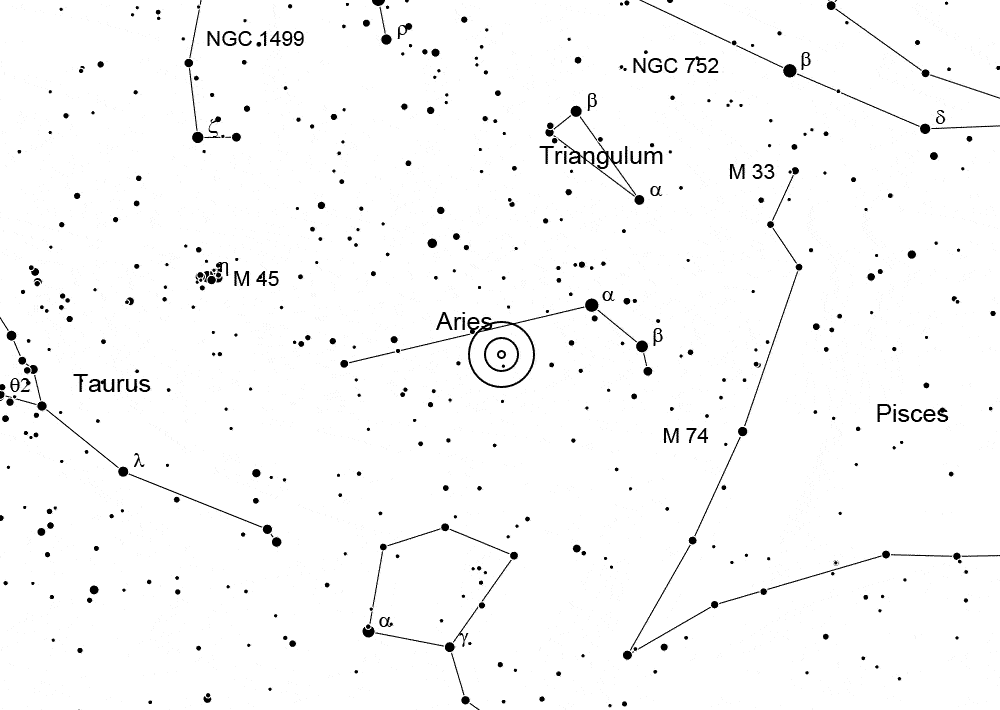 NGC 1499
ρ
NGC 752
β
β
δ
ζ
Triangulum
M 33
α
η
M 45
α
Aries
β
θ2
Taurus
Pisces
M 74
λ
α
γ